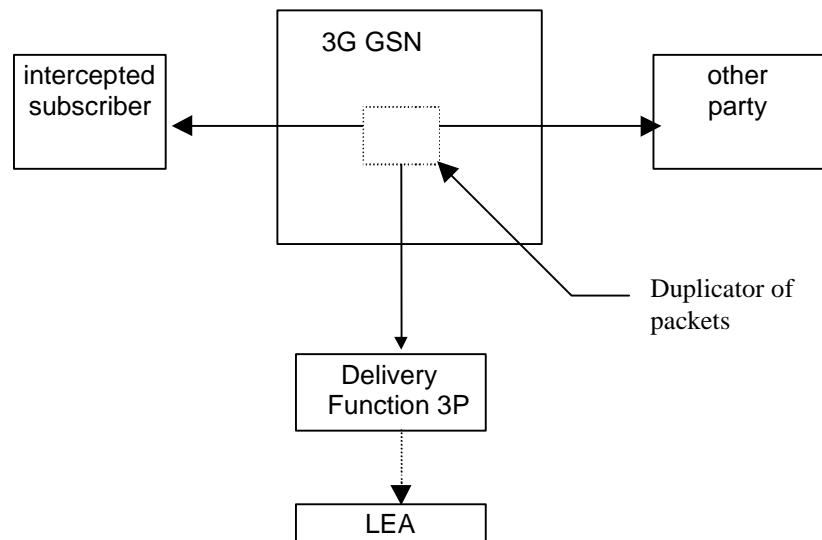 3G GSN
intercepted
subscriber
other
party
Duplicator of
packets
Delivery
Function 3P
LEA